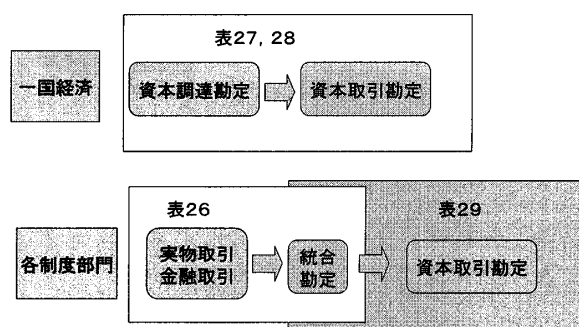 表27, 28
一国経済
資本調達勘定
資本取引勘定
表26
表29
各制度部門
実物取引
金融取引
統合
勘定
資本取引勘定